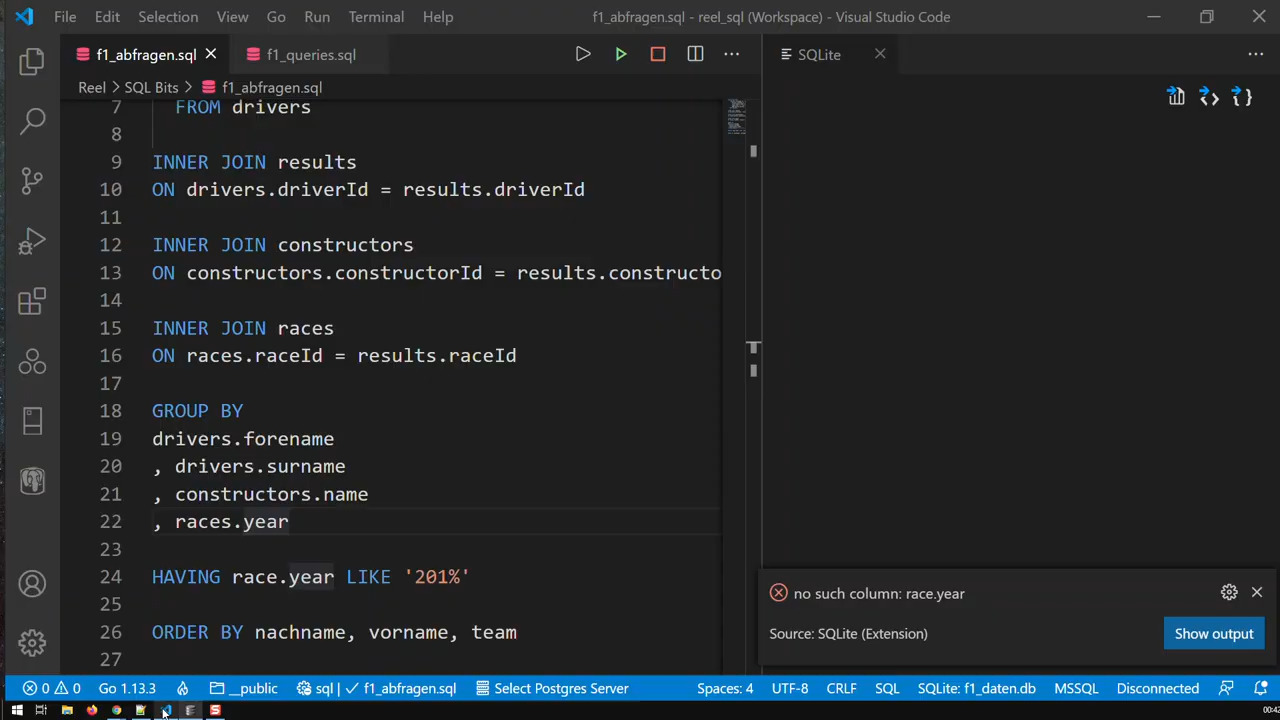 File Edit Selection View Go Run Terminal Help f1_abfragen.sql - reel_sql (Workspace) - Visual Studio Code
f1_abfragen.sql f1_queries.sql SQLite
Reel > SQL Bits > f1_abfragen.sql
7 FROM drivers
8
9 INNER JOIN results
10 ON drivers.driverId = results.driverId
11
12 INNER JOIN constructors
13 ON constructors.constructorId = results.constructo
14
15 INNER JOIN races
16 ON races.raceId = results.raceId
17
18 GROUP BY
19 drivers.forename
20 , drivers.surname
21 , constructors.name
22 , races.year
23
24 HAVING race.year LIKE '201%'
25
26 ORDER BY nachname, vorname, team
27
no such column: race.year
Source: SQLite (Extension) Show output
0 0 Go 1.13.3 __public sql | ✓ f1_abfragen.sql Select Postgres Server Spaces: 4 UTF-8 CRLF SQL SQLite: f1_daten.db MSSQL Disconnected
00:42